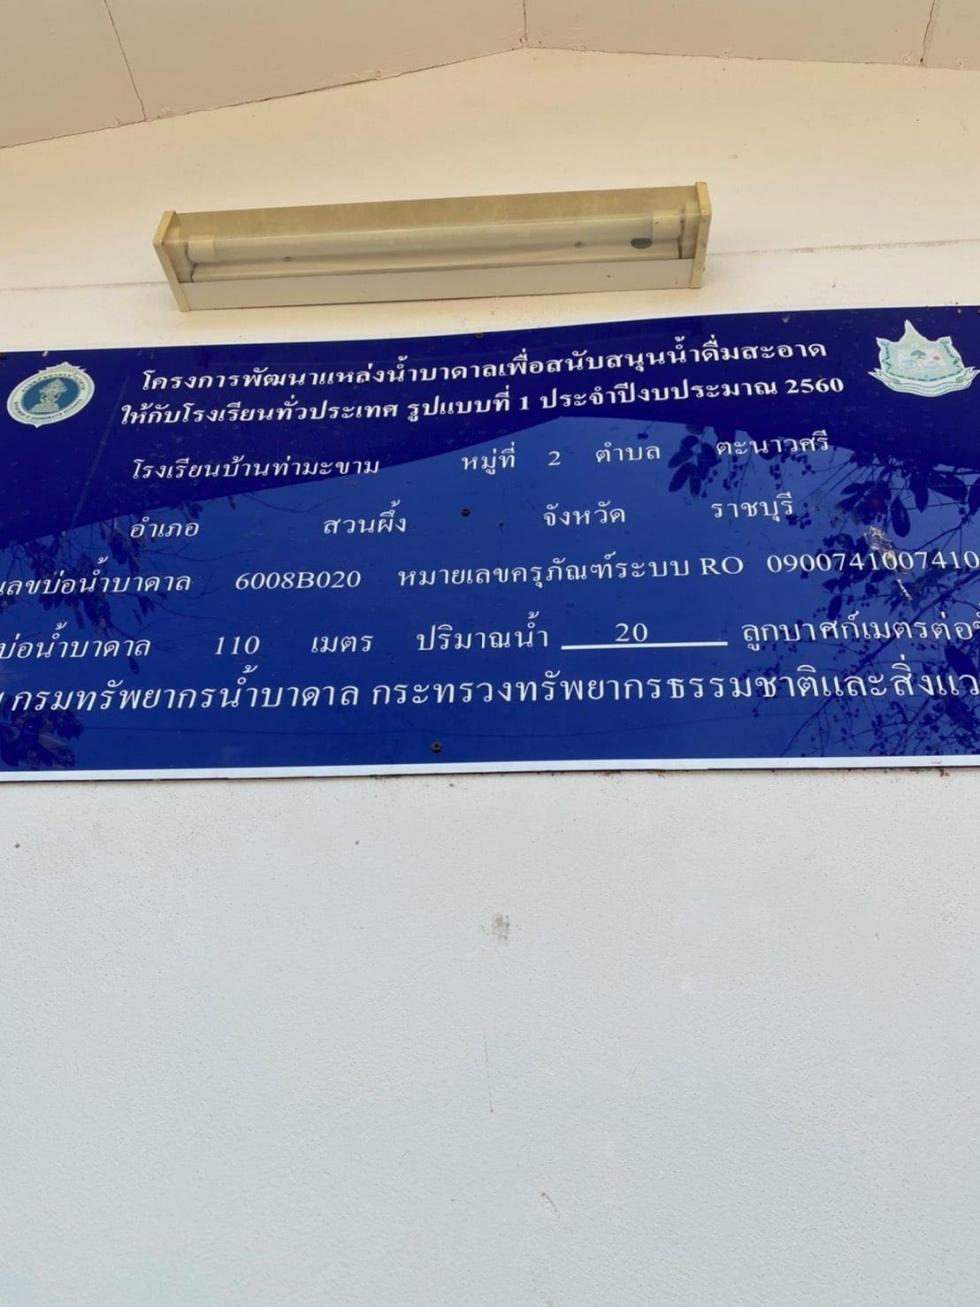 โครงการพัฒนาแหล่งน้ำบาดาลเพื่อสนับสนุนน้ำดื่มสะอาด
ให้กับโรงเรียนทั่วประเทศ รูปแบบที่ 1 ประจำปีงบประมาณ 2560
โรงเรียนบ้านท่ามะขาม หมู่ที่ 2 ตำบล ตะนาวศรี
อำเภอ สวนผึ้ง จังหวัด ราชบุรี
เลขบ่อน้ำบาดาล 6008B020 หมายเลขครุภัณฑ์ระบบ RO 0900741007410
บ่อน้ำบาดาล 110 เมตร ปริมาณน้ำ 20 ลูกบาศก์เมตรต่อ
กรมทรัพยากรน้ำบาดาล กระทรวงทรัพยากรธรรมชาติและสิ่งแว